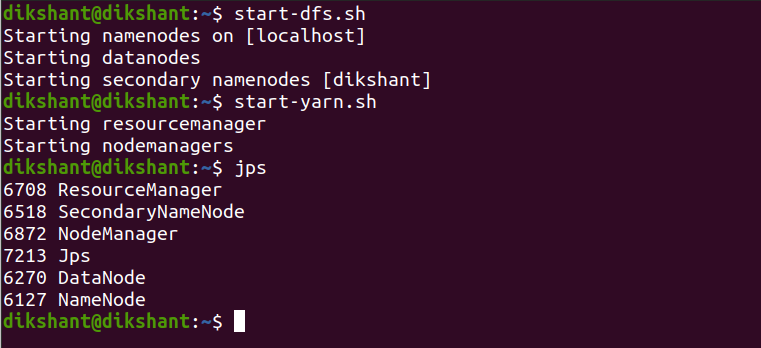 dikshant@dikshant:~$ start-dfs.sh
Starting namenodes on [localhost]
Starting datanodes
Starting secondary namenodes [dikshant]
dikshant@dikshant:~$ start-yarn.sh
Starting resourcemanager
Starting nodemanagers
dikshant@dikshant:~$ jps
6708 ResourceManager
6518 SecondaryNameNode
6872 NodeManager
7213 Jps
6270 DataNode
6127 NameNode
dikshant@dikshant:~$